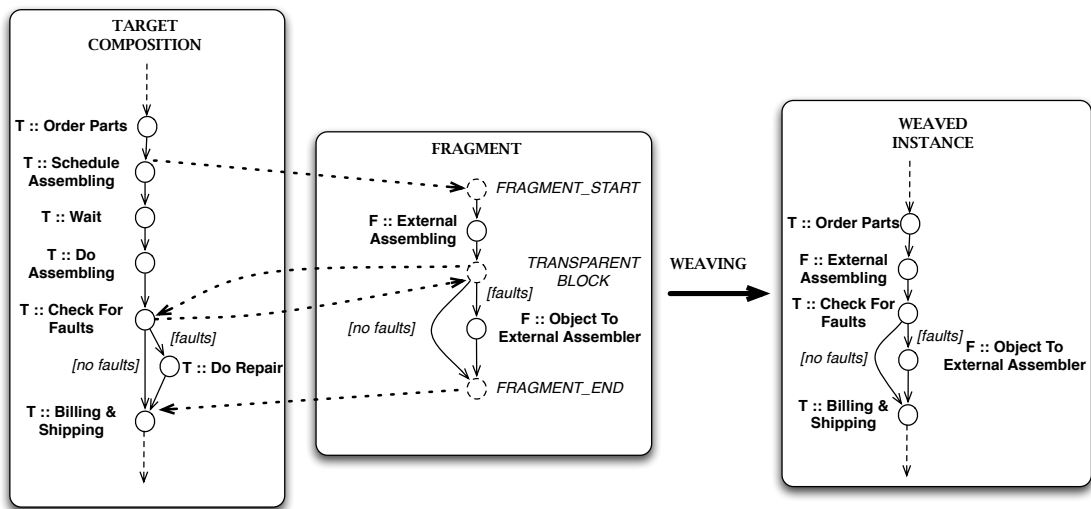 TARGET
COMPOSITION
T :: Order Parts
T :: Schedule
Assembling
T :: Wait
T :: Do
Assembling
T :: Check For
Faults
[faults]
[no faults]
T :: Do Repair
T :: Billing &
Shipping
FRAGMENT
FRAGMENT_START
F :: External
Assembling
TRANSPARENT
BLOCK
[faults]
[no faults]
F :: Object To
External Assembler
FRAGMENT_END
WEAVING
WEAVED
INSTANCE
T :: Order Parts
F :: External
Assembling
T :: Check For
Faults
[faults]
[no faults]
F :: Object To
External Assembler
T :: Billing &
Shipping